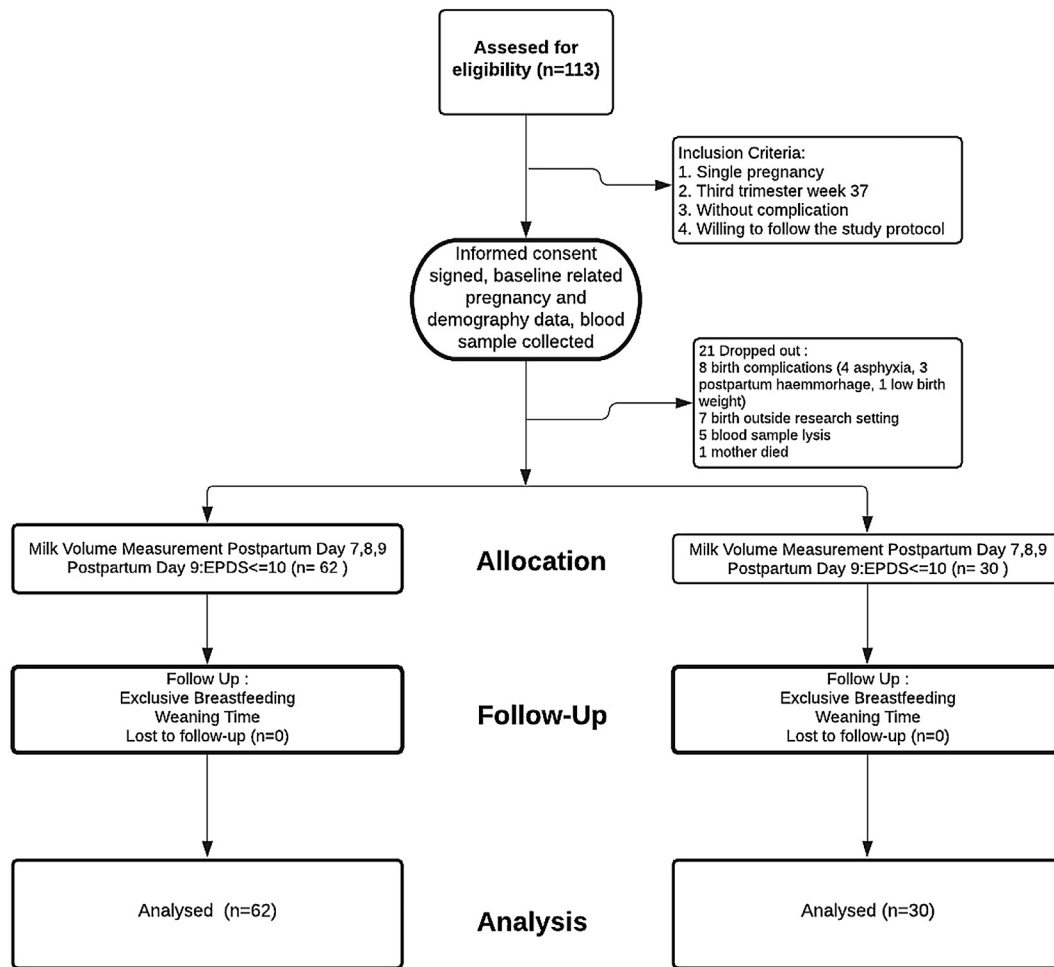 Assesed for
eligibility (n=113)
Inclusion Criteria:
1. Single pregnancy
2. Third trimester week 37
3. Without complication
4. Willing to follow the study protocol
Informed consent
signed, baseline related
pregnancy and
demography data, blood
sample collected
21 Dropped out :
8 birth complications (4 asphyxia, 3
postpartum haemmorhage, 1 low birth
weight)
7 birth outside research setting
5 blood sample lysis
1 mother died
Milk Volume Measurement Postpartum Day 7,8,9
Postpartum Day 9:EPDS<=10 (n= 62 )
Allocation
Milk Volume Measurement Postpartum Day 7,8,9
Postpartum Day 9:EPDS<=10 (n= 30 )
Follow Up :
Exclusive Breastfeeding
Weaning Time
Lost to follow-up (n=0)
Follow-Up
Follow Up :
Exclusive Breastfeeding
Weaning Time
Lost to follow-up (n=0)
Analysed (n=62)
Analysis
Analysed (n=30)